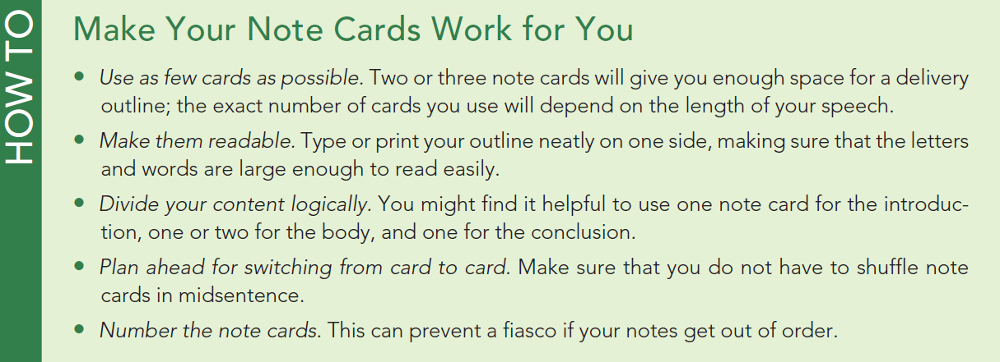 HOW TO
Make Your Note Cards Work for You
• Use as few cards as possible. Two or three note cards will give you enough space for a delivery
outline; the exact number of cards you use will depend on the length of your speech.
• Make them readable. Type or print your outline neatly on one side, making sure that the letters
and words are large enough to read easily.
• Divide your content logically. You might find it helpful to use one note card for the introduc-
tion, one or two for the body, and one for the conclusion.
• Plan ahead for switching from card to card. Make sure that you do not have to shuffle note
cards in midsentence.
• Number the note cards. This can prevent a fiasco if your notes get out of order.